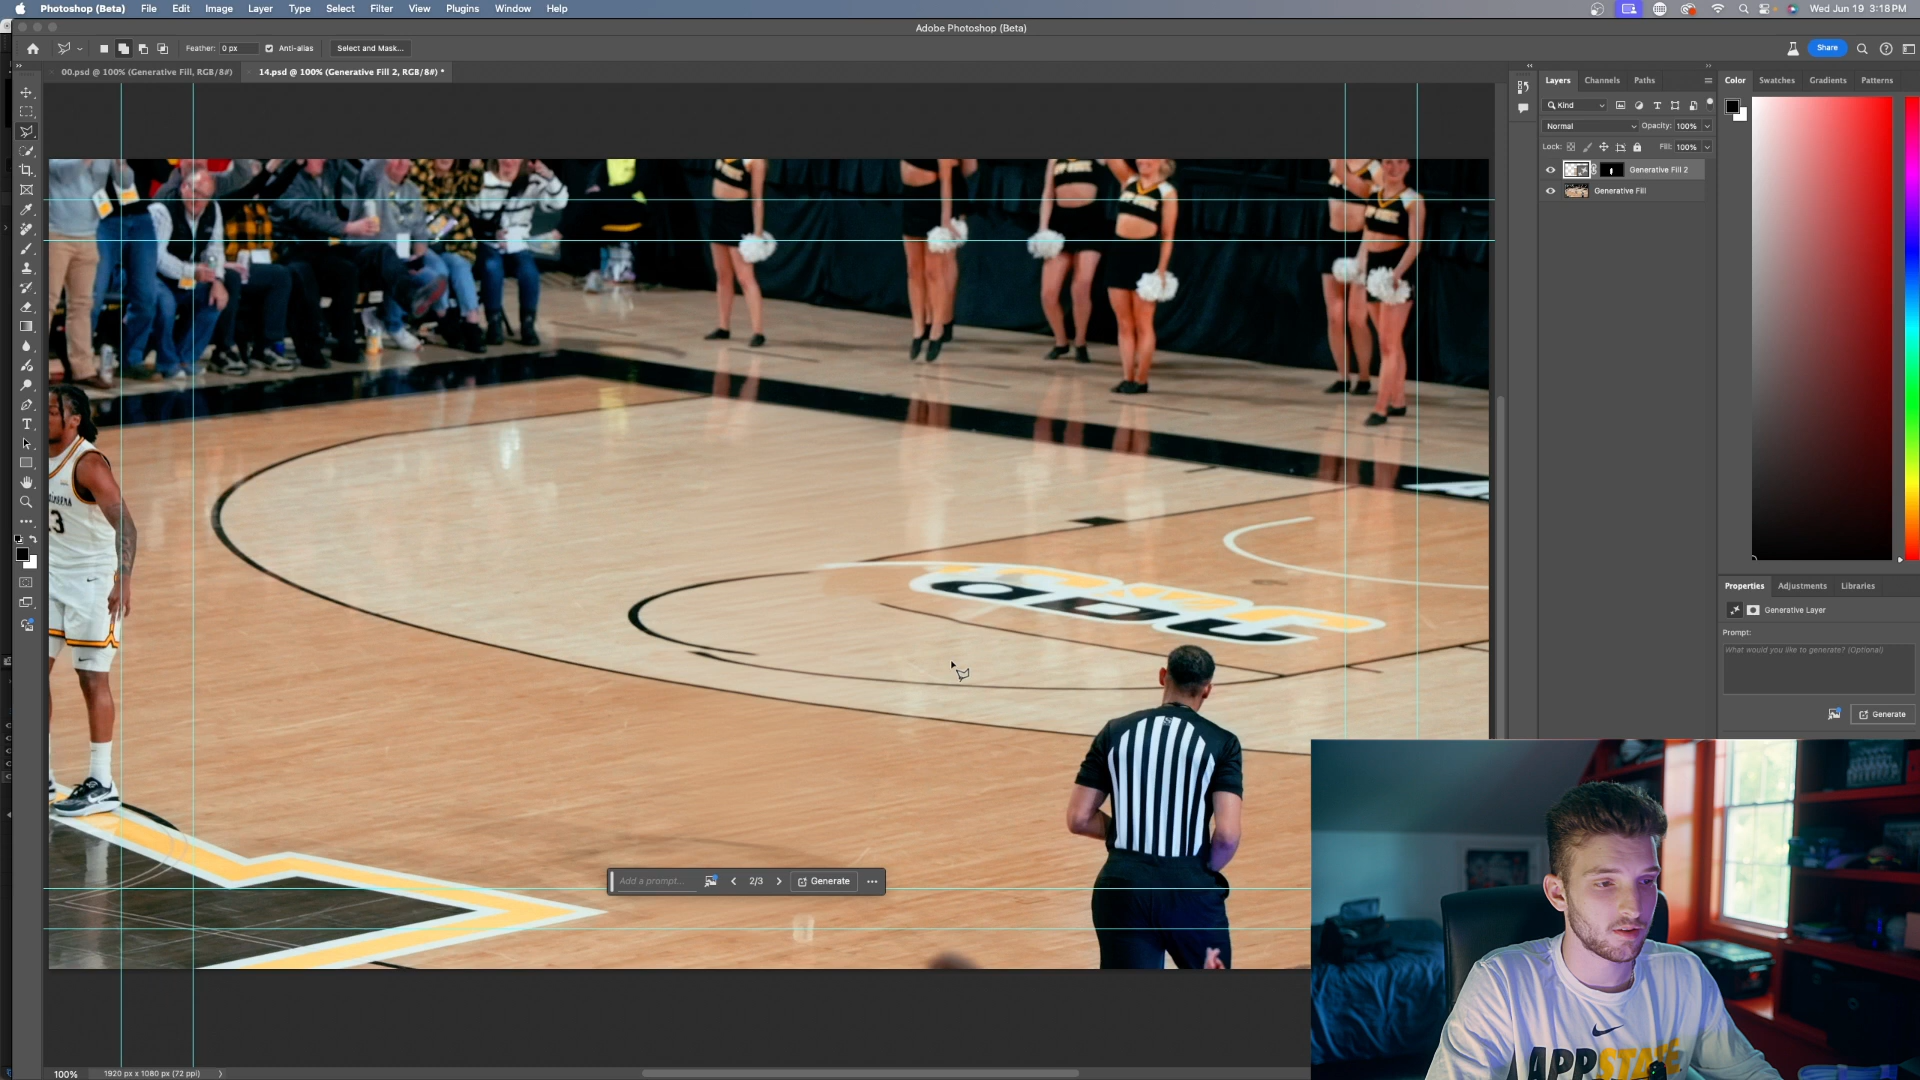 Photoshop (Beta) File Edit Image Layer Type Select Filter View Plugins Window Help Wed Jun 19 3:18 PM
Adobe Photoshop (Beta)
Feather: 0 px Anti-alias Select and Mask... Share
00.psd @ 100% (Generative Fill, RGB/8#) 14.psd @ 100% (Generative Fill 2, RGB/8#) *
Layers Channels Paths
Kind
Normal Opacity: 100%
Lock: Fill: 100%
Generative Fill 2
Generative Fill
Color Swatches Gradients Patterns
Properties Adjustments Libraries
Generative Layer
Prompt:
What would you like to generate? (Optional)
Generate
Add a prompt... 2/3 Generate
100% 1920 px x 1080 px (72 ppi)
APP STATE